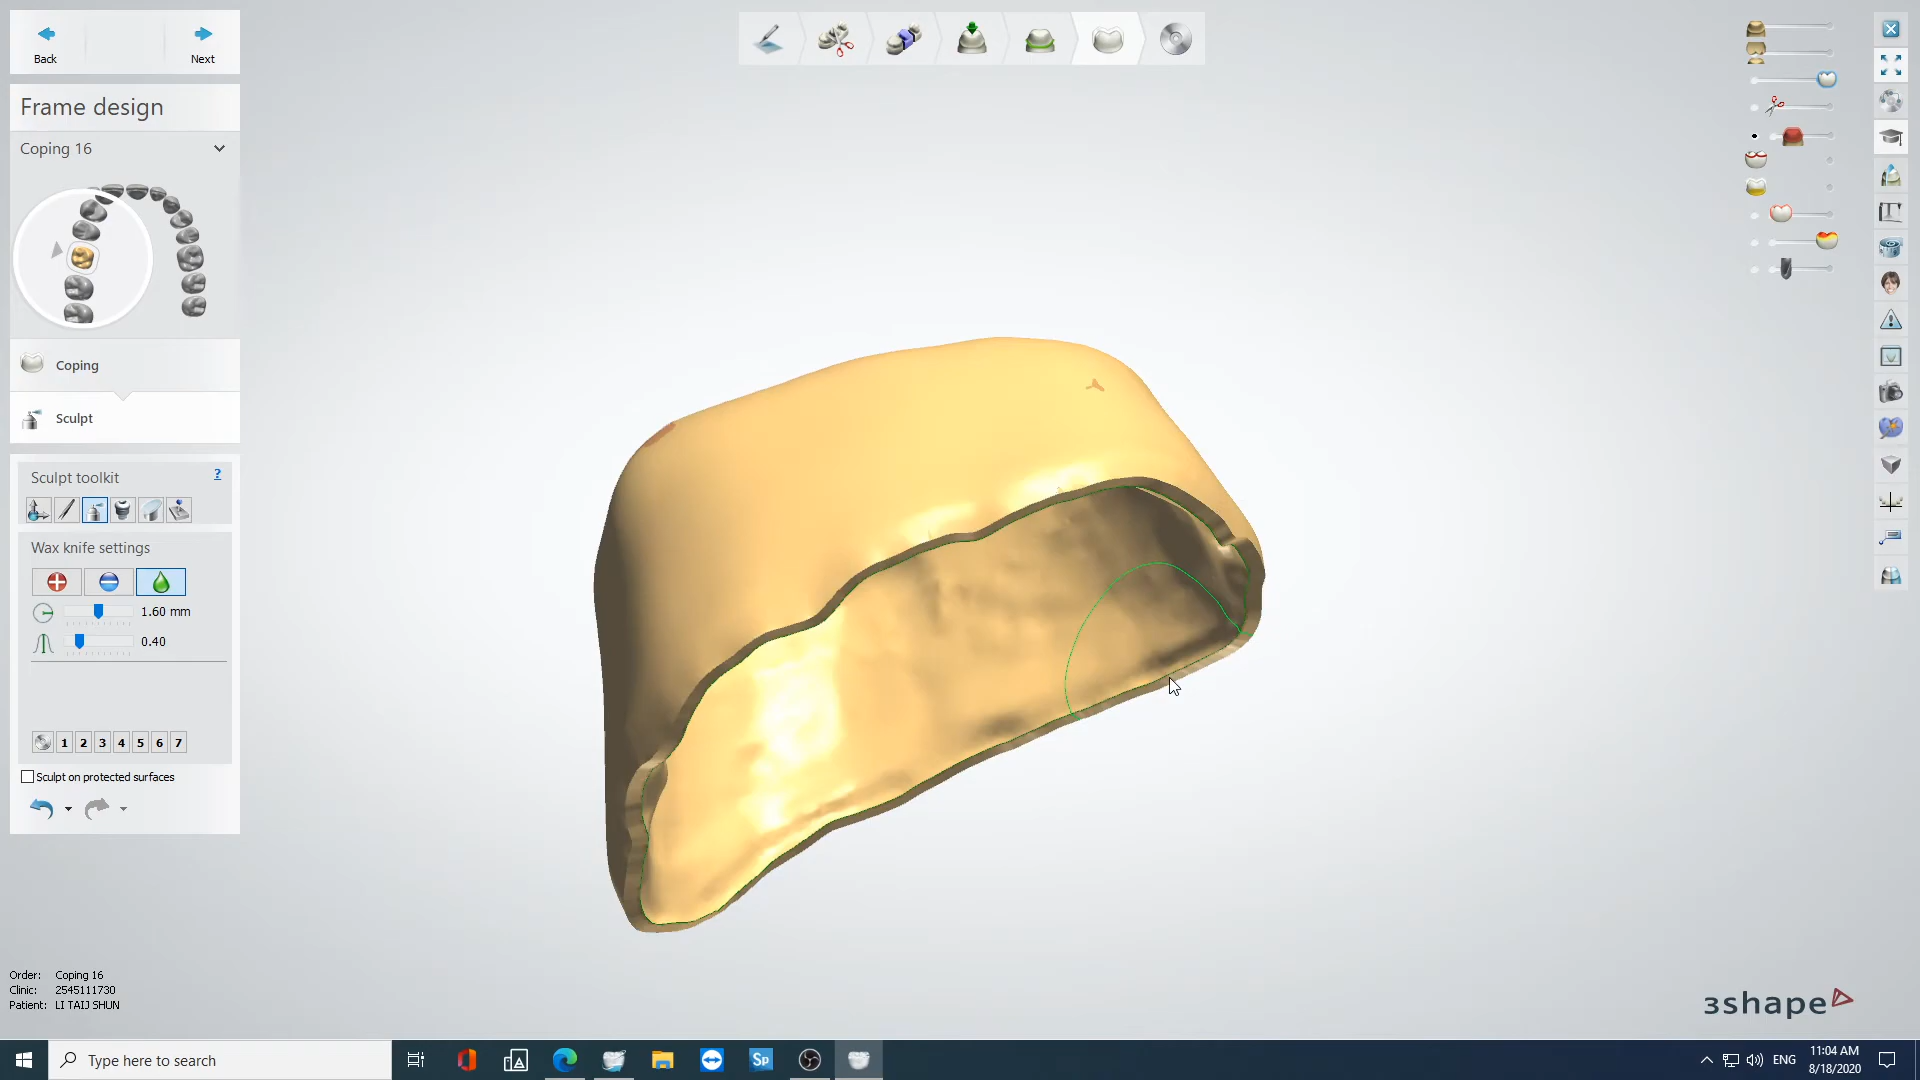 Back
Next
Frame design
Coping 16
Coping
Sculpt
Sculpt toolkit
?
Wax knife settings
1.60 mm
0.40
1 2 3 4 5 6 7
Sculpt on protected surfaces
Order: Coping 16
Clinic: 2545111730
Patient: LI TAIJ SHUN
3shape
Type here to search
Sp
ENG
11:04 AM
8/18/2020